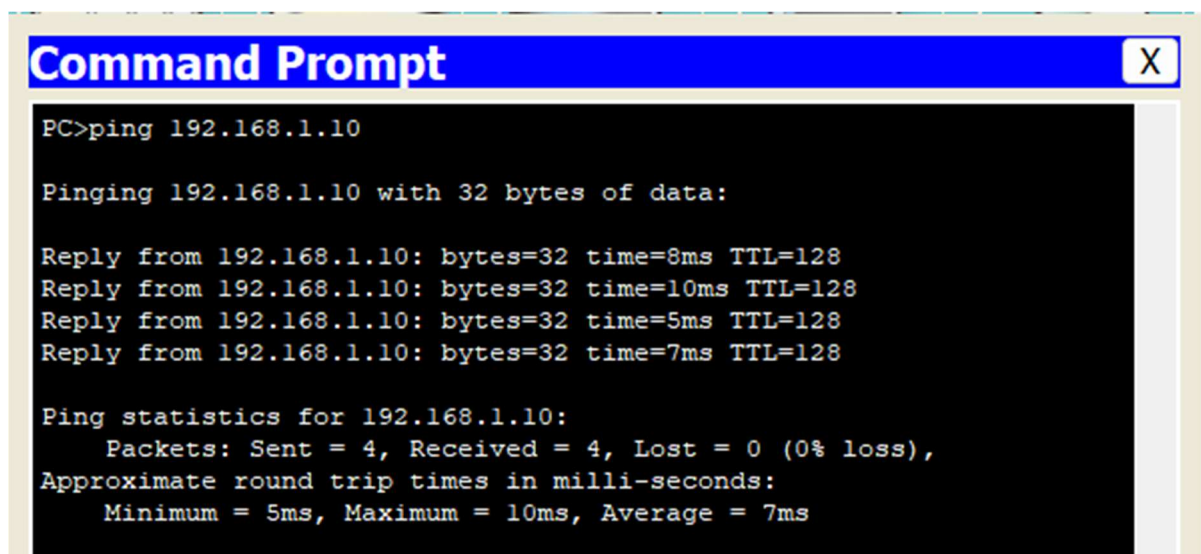 Command Prompt
X
PC>ping 192.168.1.10
Pinging 192.168.1.10 with 32 bytes of data:
Reply from 192.168.1.10: bytes=32 time=8ms TTL=128
Reply from 192.168.1.10: bytes=32 time=10ms TTL=128
Reply from 192.168.1.10: bytes=32 time=5ms TTL=128
Reply from 192.168.1.10: bytes=32 time=7ms TTL=128
Ping statistics for 192.168.1.10:
Packets: Sent = 4, Received = 4, Lost = 0 (0% loss),
Approximate round trip times in milli-seconds:
Minimum = 5ms, Maximum = 10ms, Average = 7ms